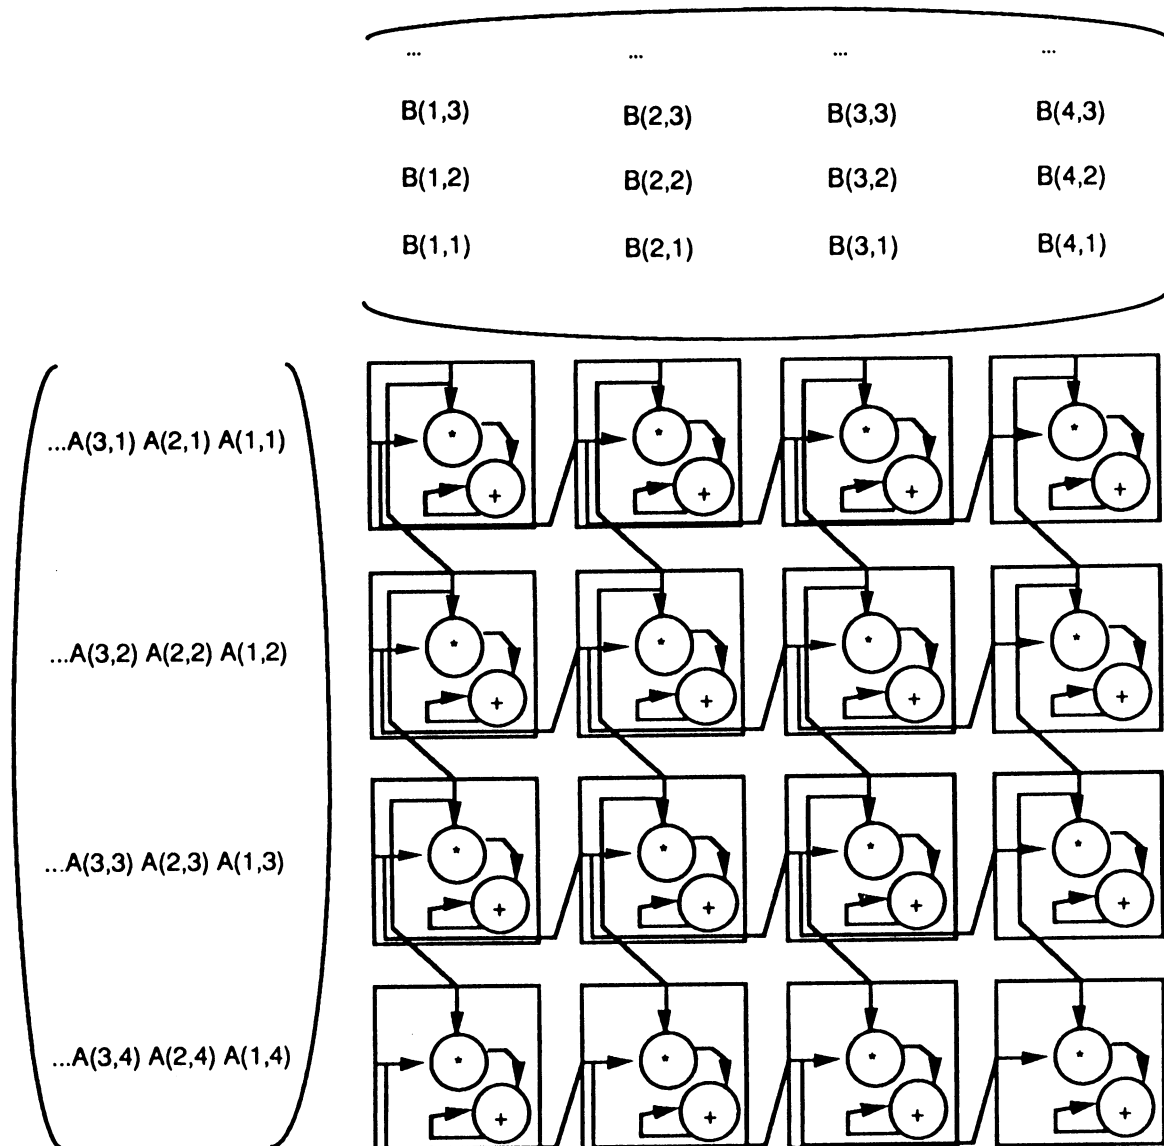 ... ... ... ...
B(1,3) B(2,3) B(3,3) B(4,3)
B(1,2) B(2,2) B(3,2) B(4,2)
B(1,1) B(2,1) B(3,1) B(4,1)
* * * *
...A(3,1) A(2,1) A(1,1)
+ + + +
* * * *
...A(3,2) A(2,2) A(1,2)
+ + + +
* * * *
...A(3,3) A(2,3) A(1,3)
+ + + +
* * * *
...A(3,4) A(2,4) A(1,4)
+ + + +